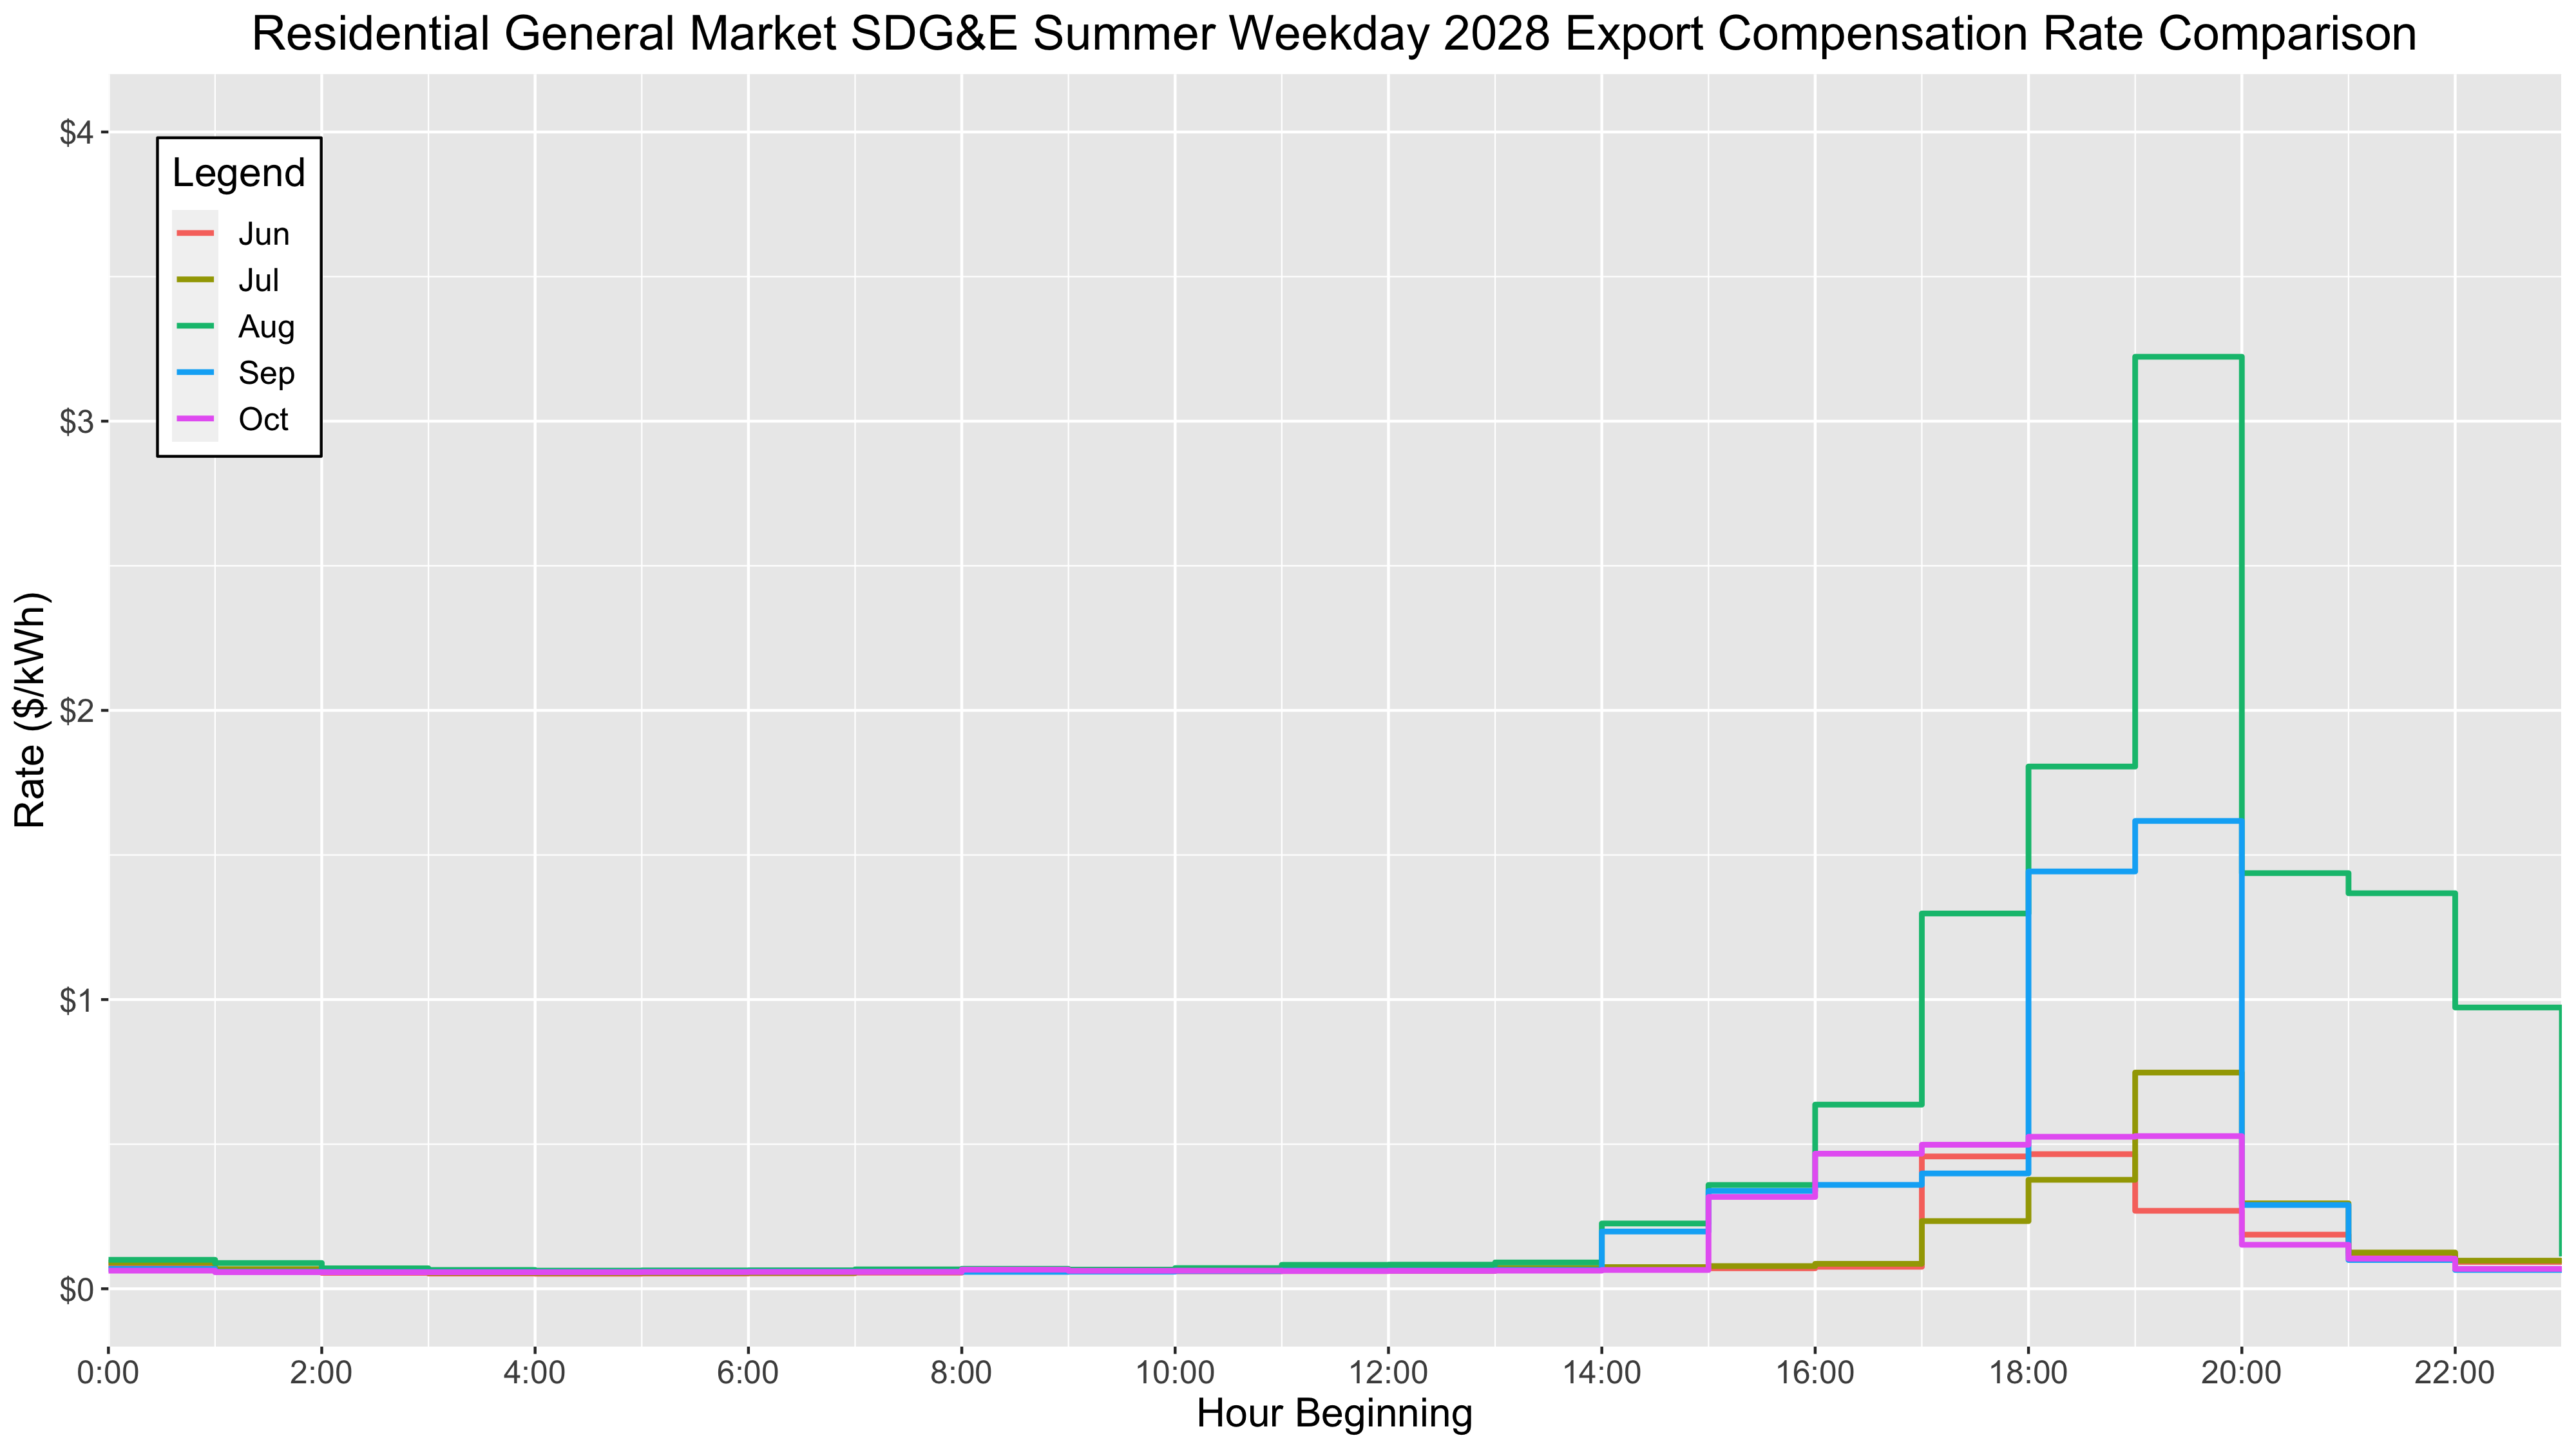 Residential General Market SDG&E Summer Weekday 2028 Export Compensation Rate Comparison
$4
Legend
Jun
Jul
Aug
Sep
Oct
$3
Rate ($/kWh)
$2
$1
$0
0:00 2:00 4:00 6:00 8:00 10:00 12:00 14:00 16:00 18:00 20:00 22:00
Hour Beginning